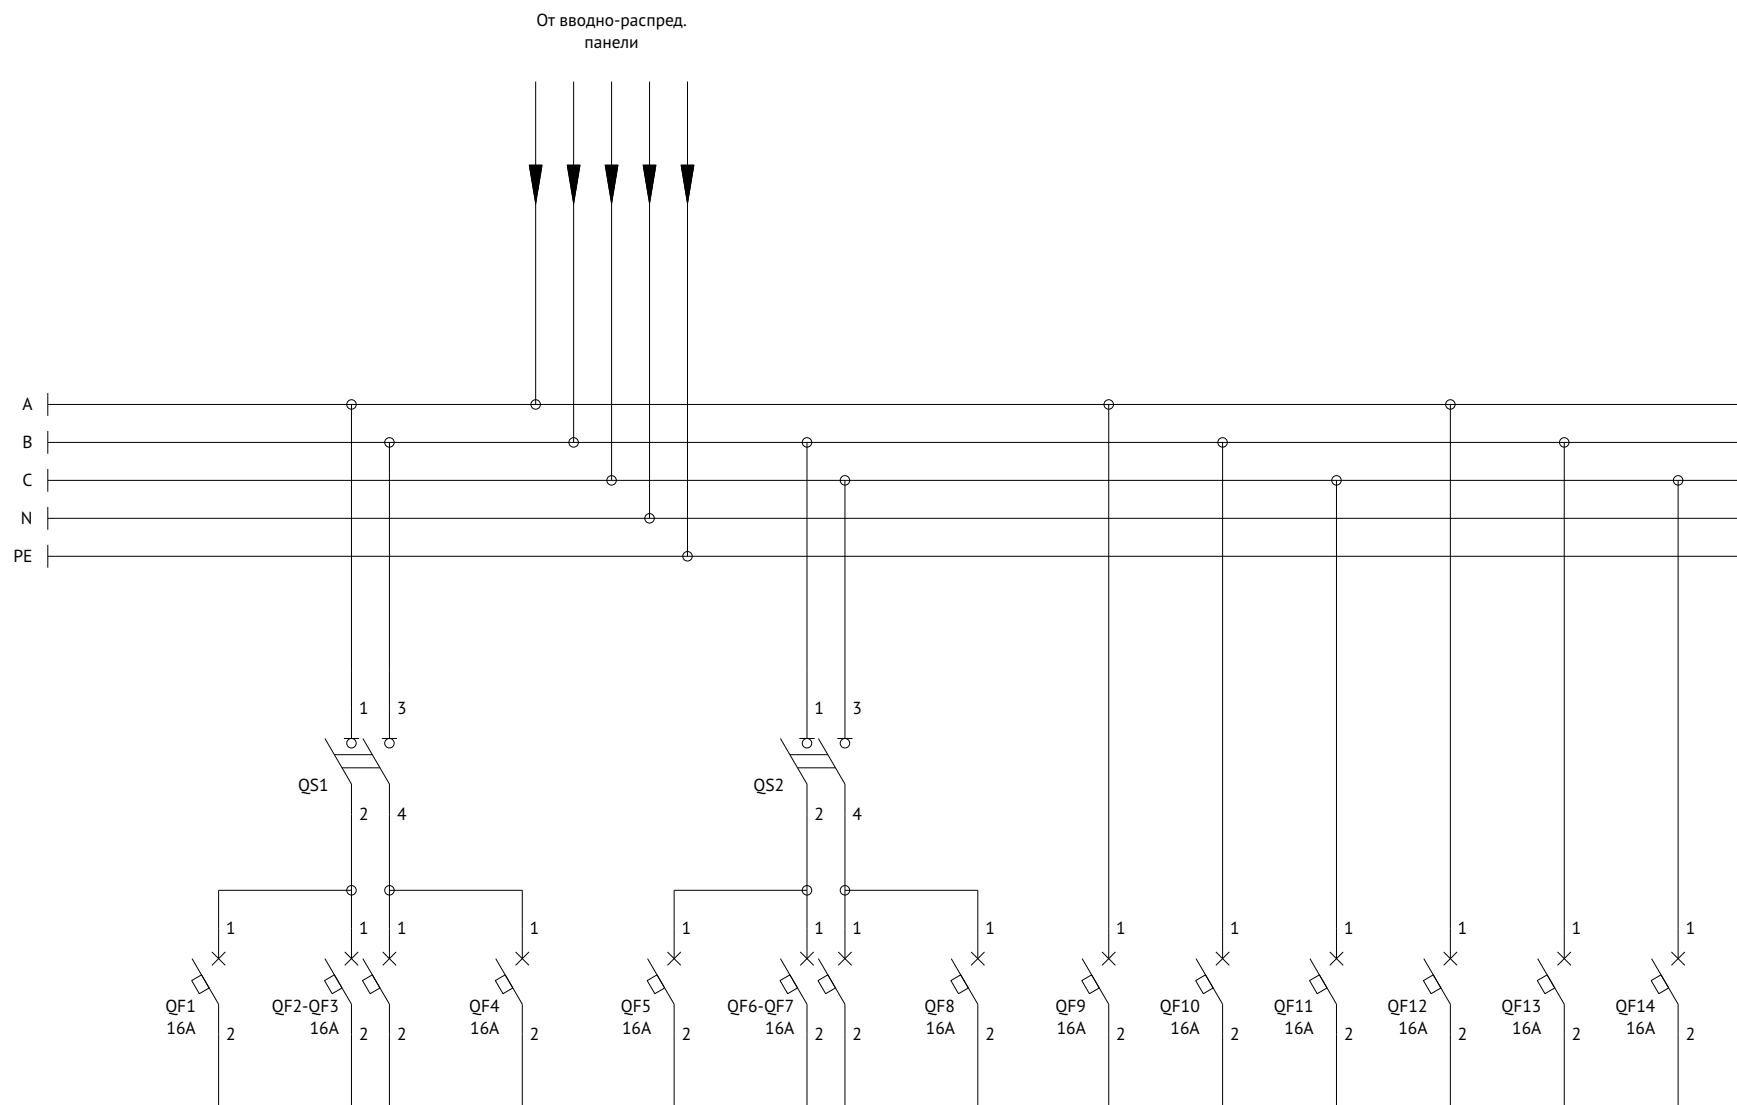 От вводно-распред.
панели
A
B
C
N
PE
1 3 1 3
QS1 QS2
2 4 2 4
1 1 1 1 1 1 1 1 1 1 1 1 1 1
QF1 QF2-QF3 QF4 QF5 QF6-QF7 QF8 QF9 QF10 QF11 QF12 QF13 QF14
16A 16A 16A 16A 16A 16A 16A 16A 16A 16A 16A 16A
2 2 2 2 2 2 2 2 2 2 2 2 2 2